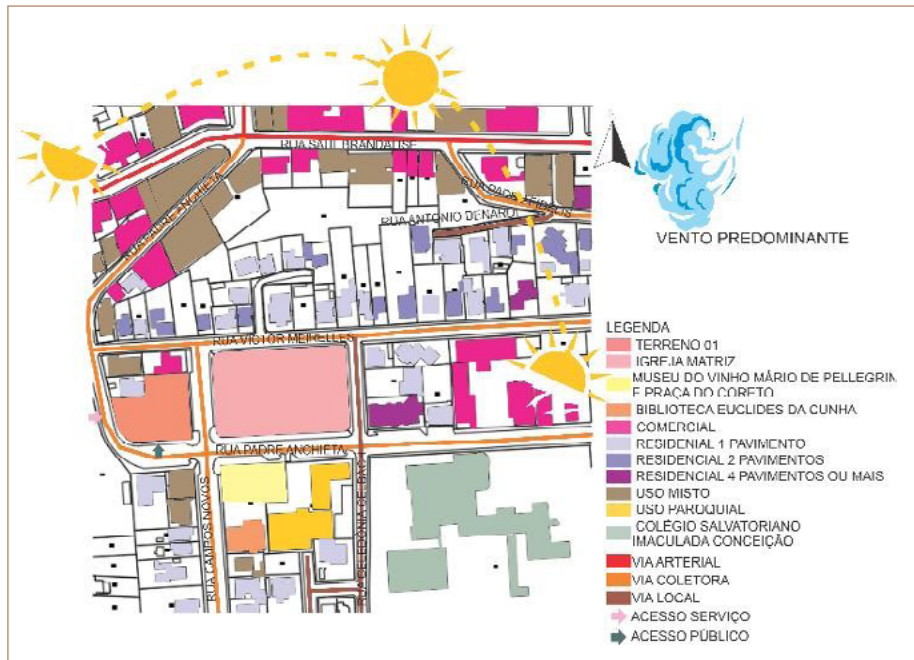 RUA SAUL BRANDALISE
RUA PADRE ANCHIETA
RUA PADRE FIDELIS
RUA ANTONIO DENARDI
VENTO PREDOMINANTE
RUA VICTOR MEIRELLES
RUA PADRE ANCHIETA
RUA CAMPOS NOVOS
LEGENDA
TERRENO 01
IGREJA MATRIZ
MUSEU DO VINHO MÁRIO DE PELLEGRIN
E PRAÇA DO CORETO
BIBLIOTECA EUCLIDES DA CUNHA
COMERCIAL
RESIDENIAL 1 PAVIMENTO
RESIDENCIAL 2 PAVIMENTOS
RESIDENCIAL 4 PAVIMENTOS OU MAIS
USO MISTO
USO PAROQUIAL
COLÉGIO SALVATORIANO
IMACULADA CONCEIÇÃO
VIA ARTERIAL
VIA COLETORA
VIA LOCAL
ACESSO SERVIÇO
ACESSO PÚBLICO